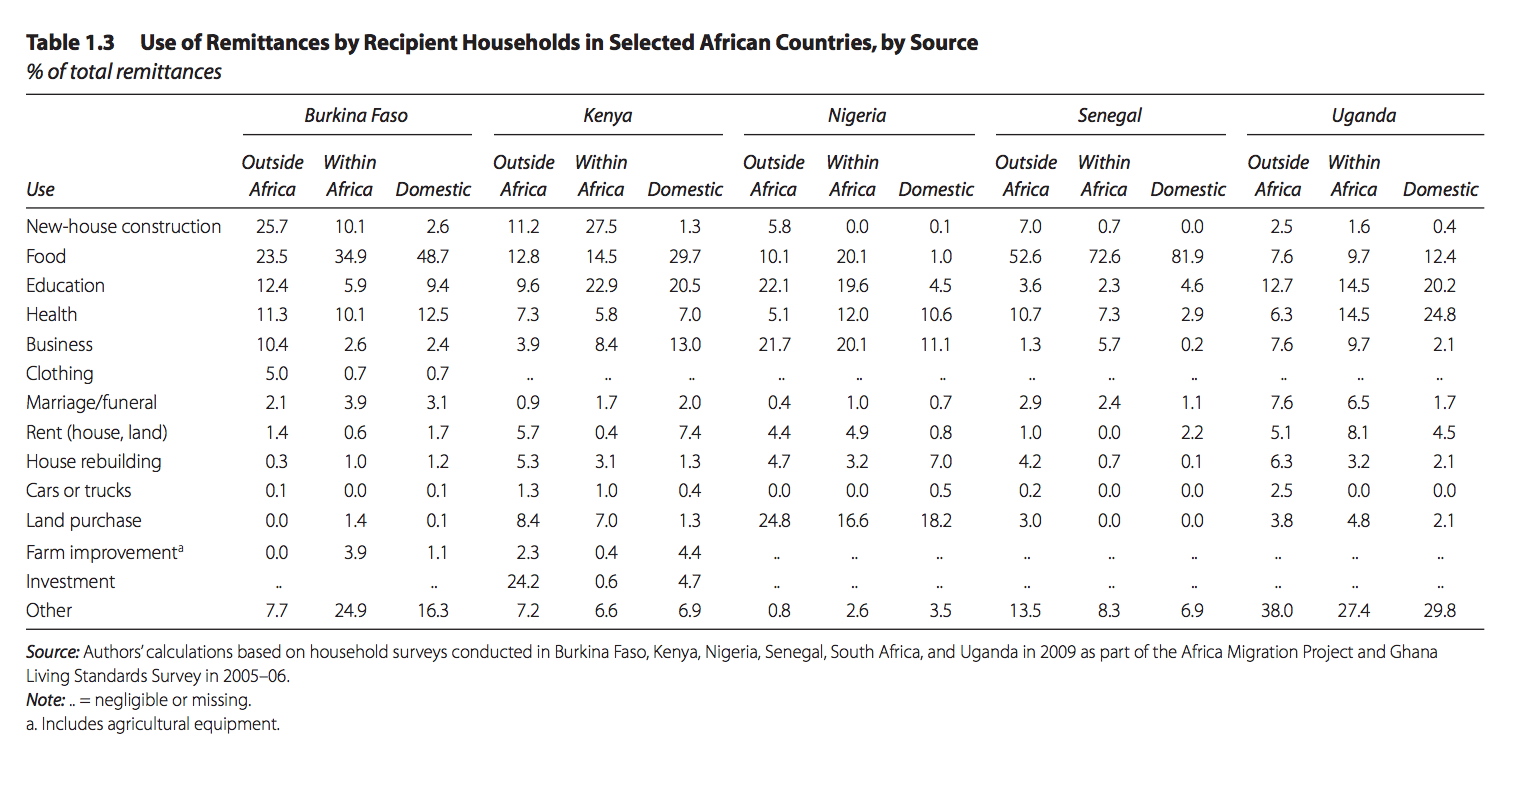 Table 1.3 Use of Remittances by Recipient Households in Selected African Countries, by Source
% of total remittances
Burkina Faso Kenya Nigeria Senegal Uganda
Outside Within Outside Within Outside Within Outside Within Outside Within
Use Africa Africa Domestic Africa Africa Domestic Africa Africa Domestic Africa Africa Domestic Africa Africa Domestic
New-house construction 25.7 10.1 2.6 11.2 27.5 1.3 5.8 0.0 0.1 7.0 0.7 0.0 2.5 1.6 0.4
Food 23.5 34.9 48.7 12.8 14.5 29.7 10.1 20.1 1.0 52.6 72.6 81.9 7.6 9.7 12.4
Education 12.4 5.9 9.4 9.6 22.9 20.5 22.1 19.6 4.5 3.6 2.3 4.6 12.7 14.5 20.2
Health 11.3 10.1 12.5 7.3 5.8 7.0 5.1 12.0 10.6 10.7 7.3 2.9 6.3 14.5 24.8
Business 10.4 2.6 2.4 3.9 8.4 13.0 21.7 20.1 11.1 1.3 5.7 0.2 7.6 9.7 2.1
Clothing 5.0 0.7 0.7 .. .. .. .. .. .. .. .. .. .. .. ..
Marriage/funeral 2.1 3.9 3.1 0.9 1.7 2.0 0.4 1.0 0.7 2.9 2.4 1.1 7.6 6.5 1.7
Rent (house, land) 1.4 0.6 1.7 5.7 0.4 7.4 4.4 4.9 0.8 1.0 0.0 2.2 5.1 8.1 4.5
House rebuilding 0.3 1.0 1.2 5.3 3.1 1.3 4.7 3.2 7.0 4.2 0.7 0.1 6.3 3.2 2.1
Cars or trucks 0.1 0.0 0.1 1.3 1.0 0.4 0.0 0.0 0.5 0.2 0.0 0.0 2.5 0.0 0.0
Land purchase 0.0 1.4 0.1 8.4 7.0 1.3 24.8 16.6 18.2 3.0 0.0 0.0 3.8 4.8 2.1
Farm improvementa 0.0 3.9 1.1 2.3 0.4 4.4 .. .. .. .. .. .. .. .. ..
Investment .. .. 24.2 0.6 4.7 .. .. .. .. .. .. .. .. ..
Other 7.7 24.9 16.3 7.2 6.6 6.9 0.8 2.6 3.5 13.5 8.3 6.9 38.0 27.4 29.8
Source: Authors' calculations based on household surveys conducted in Burkina Faso, Kenya, Nigeria, Senegal, South Africa, and Uganda in 2009 as part of the Africa Migration Project and Ghana
Living Standards Survey in 2005–06.
Note: .. = negligible or missing.
a. Includes agricultural equipment.